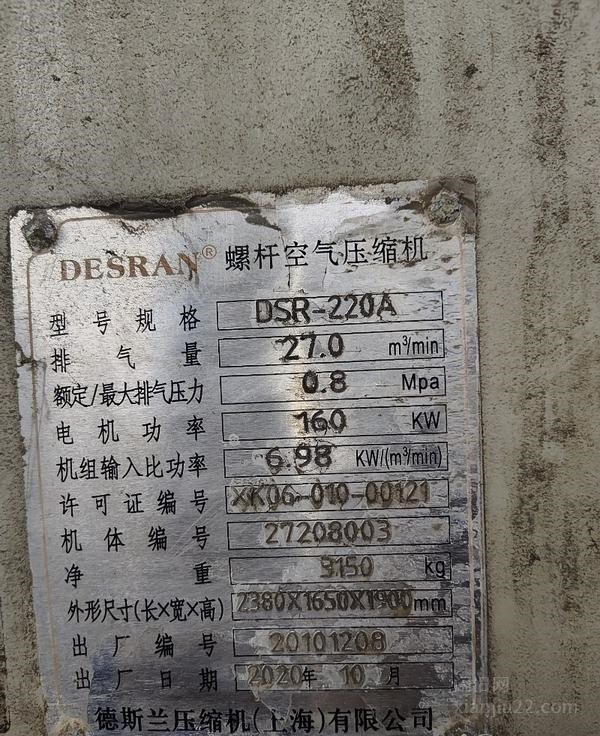 DESRAN® 螺杆空气压缩机
型号规格 DSR-220A
排气量 27.0 m³/min
额定/最大排气压力 0.8 Mpa
电机功率 160 KW
机组输入比功率 6.98 KW/(m³/min)
许可证编号 XK06-010-00121
机体编号 27208003
净重 3150 kg
外形尺寸(长×宽×高) 2380X1650X1900mm
出厂编号 20101208
出厂日期 2020年 10月
德斯兰压缩机(上海)有限公司
xianjiu22.com